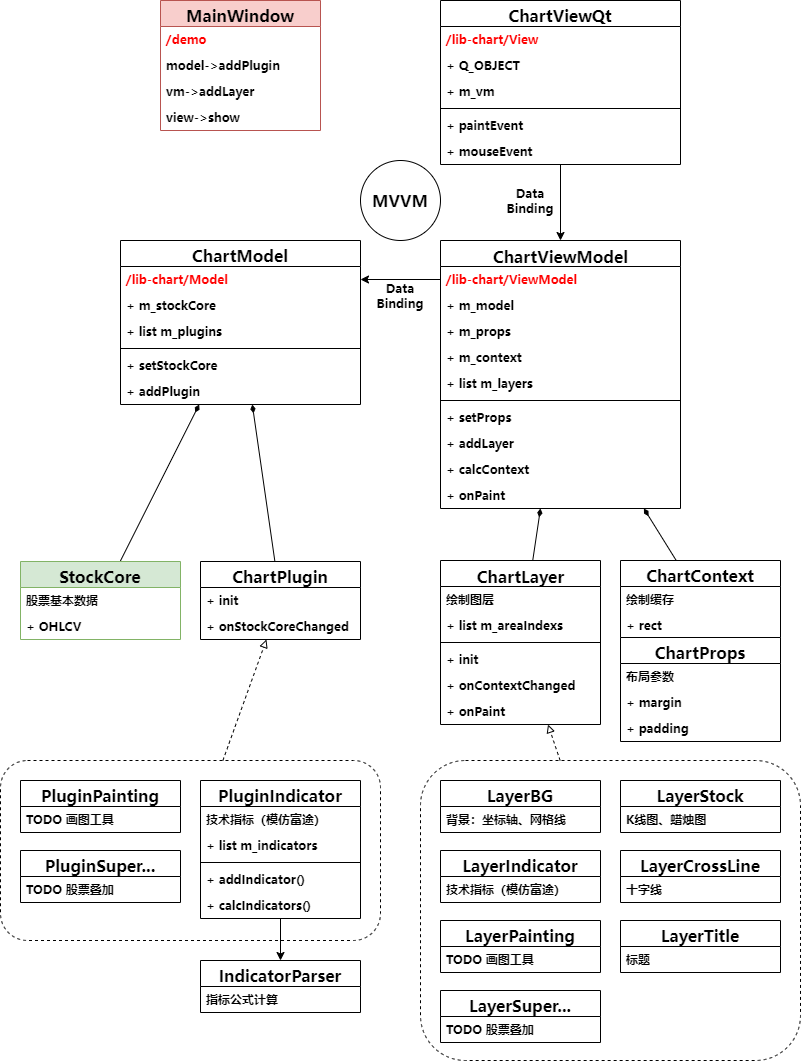 MainWindow
/demo
model->addPlugin
vm->addLayer
view->show
ChartViewQt
/lib-chart/View
+ Q_OBJECT
+ m_vm
+ paintEvent
+ mouseEvent
MVVM
Data
Binding
ChartModel
/lib-chart/Model
+ m_stockCore
+ list m_plugins
+ setStockCore
+ addPlugin
Data
Binding
ChartViewModel
/lib-chart/ViewModel
+ m_model
+ m_props
+ m_context
+ list m_layers
+ setProps
+ addLayer
+ calcContext
+ onPaint
StockCore
股票基本数据
+ OHLCV
ChartPlugin
+ init
+ onStockCoreChanged
ChartLayer
绘制图层
+ list m_areaIndexs
+ init
+ onContextChanged
+ onPaint
ChartContext
绘制缓存
+ rect
ChartProps
布局参数
+ margin
+ padding
PluginPainting
TODO 画图工具
PluginSuper...
TODO 股票叠加
PluginIndicator
技术指标（模仿富途）
+ list m_indicators
+ addIndicator()
+ calcIndicators()
IndicatorParser
指标公式计算
LayerBG
背景：坐标轴、网格线
LayerStock
K线图、蜡烛图
LayerIndicator
技术指标（模仿富途）
LayerCrossLine
十字线
LayerPainting
TODO 画图工具
LayerTitle
标题
LayerSuper...
TODO 股票叠加